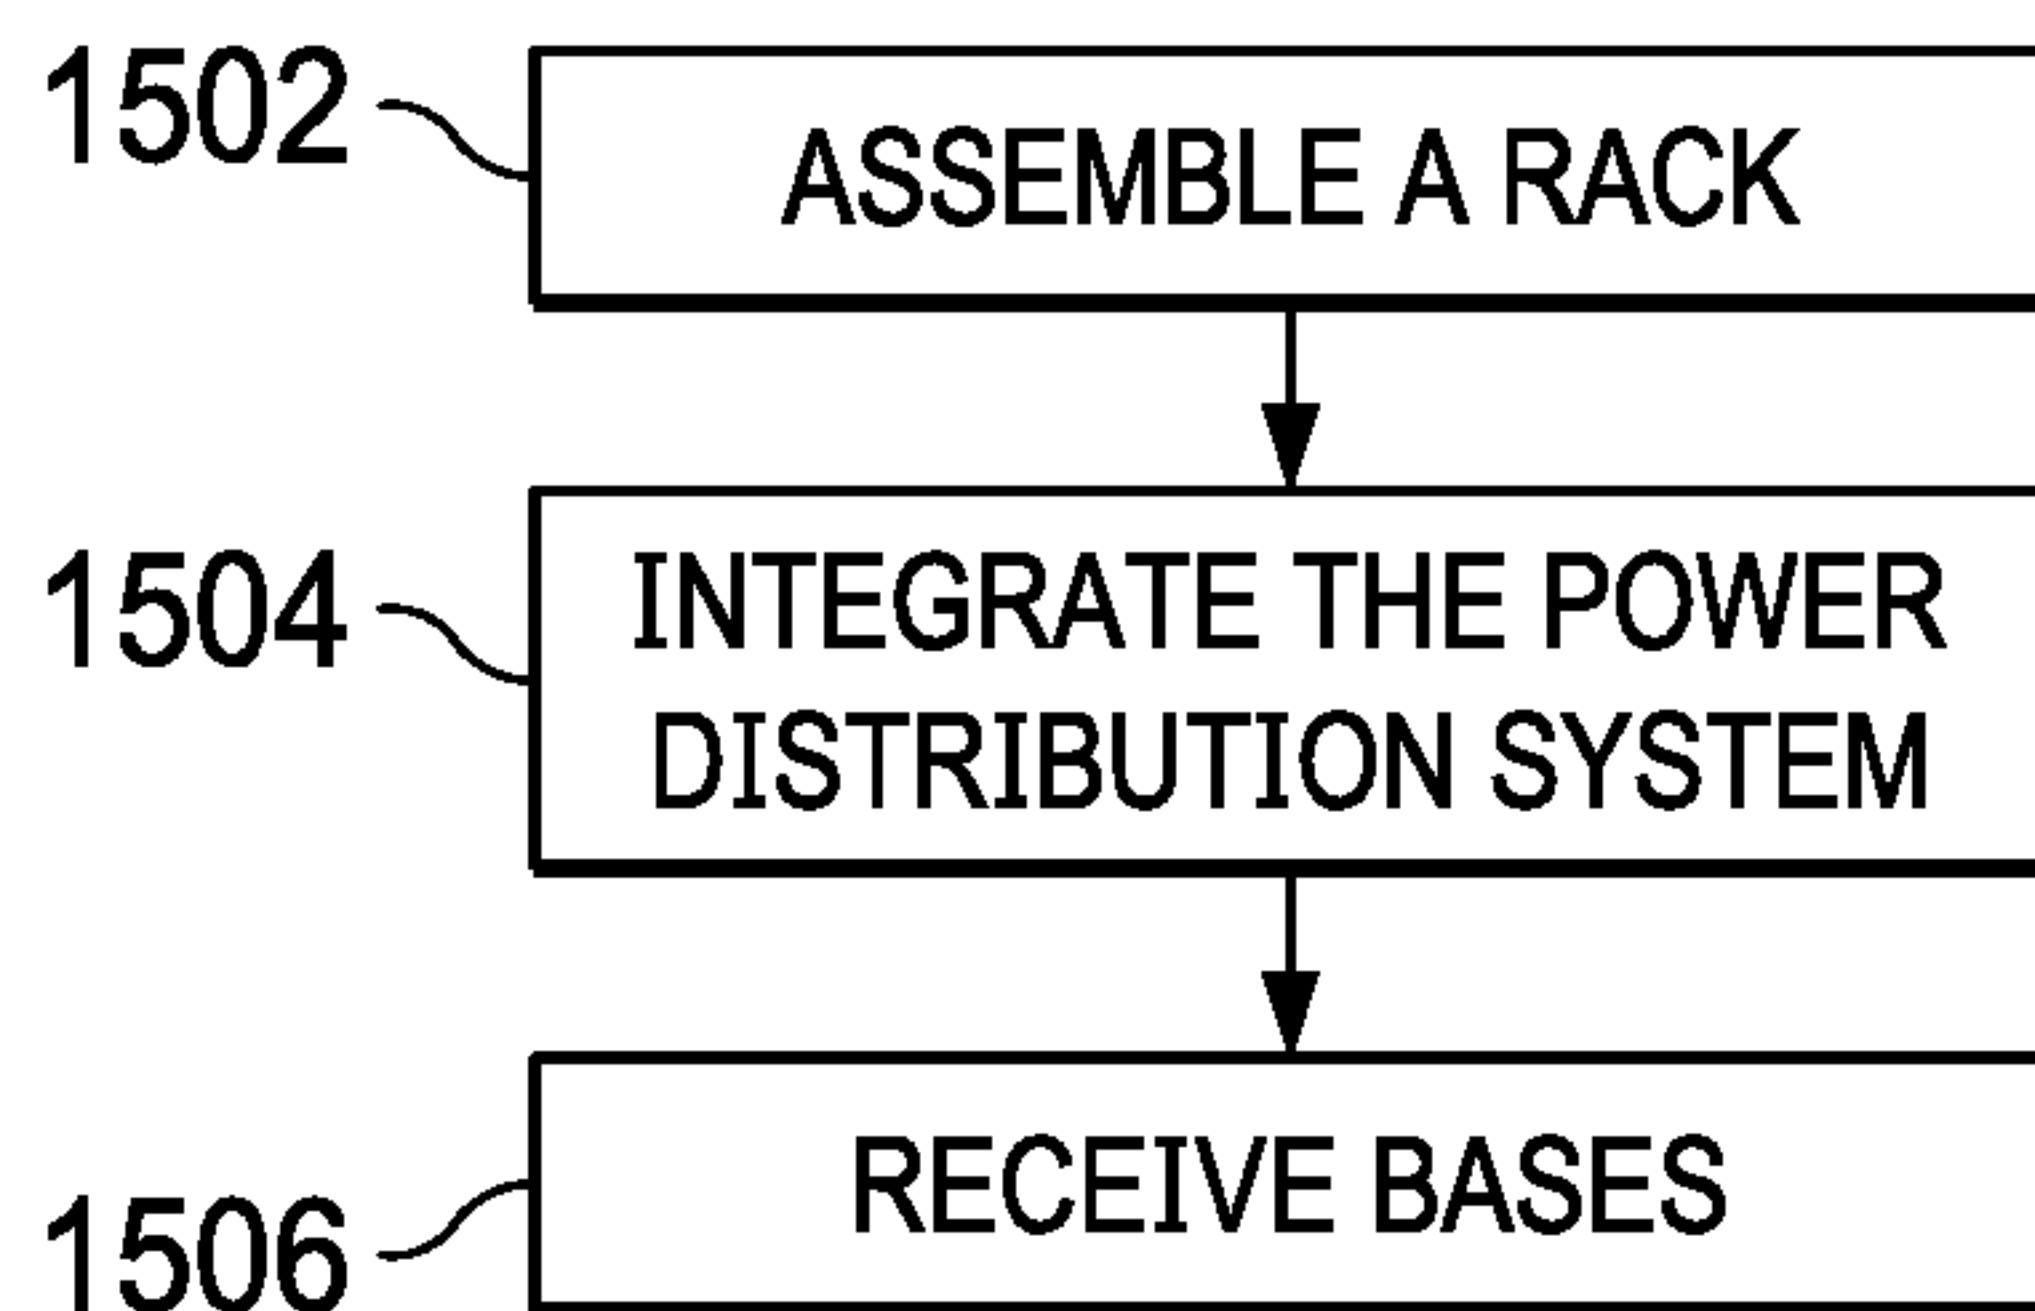 1502
ASSEMBLE A RACK
1504
INTEGRATE THE POWER
DISTRIBUTION SYSTEM
1506
RECEIVE BASES